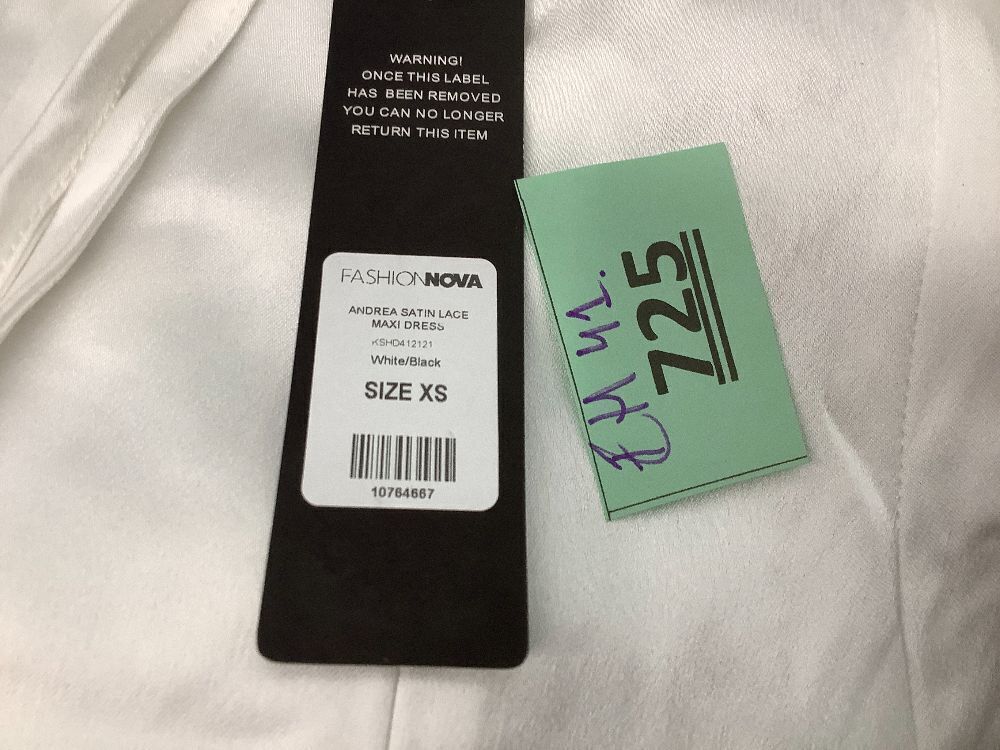 WARNING!
ONCE THIS LABEL
HAS BEEN REMOVED
YOU CAN NO LONGER
RETURN THIS ITEM
FASHIONNOVA
ANDREA SATIN LACE
MAXI DRESS
KSHD412121
White/Black
SIZE XS
10764667
725